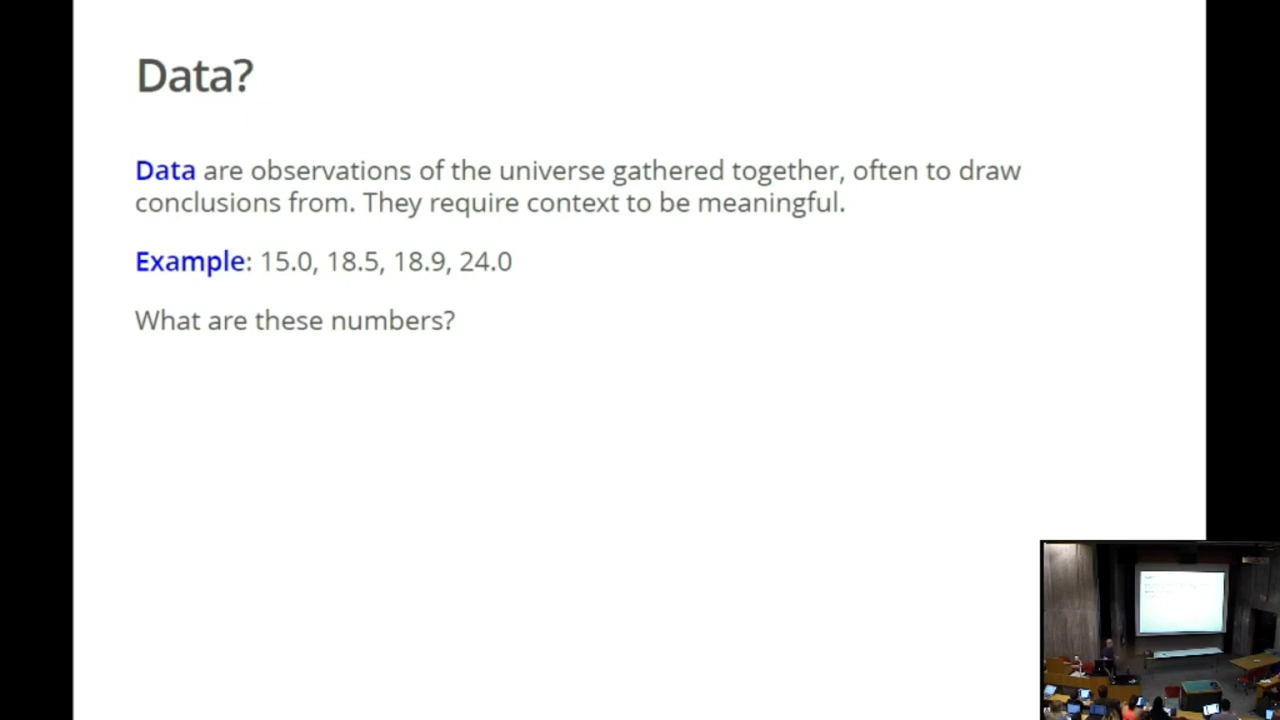 Data?
Data are observations of the universe gathered together, often to draw
conclusions from. They require context to be meaningful.
Example: 15.0, 18.5, 18.9, 24.0
What are these numbers?